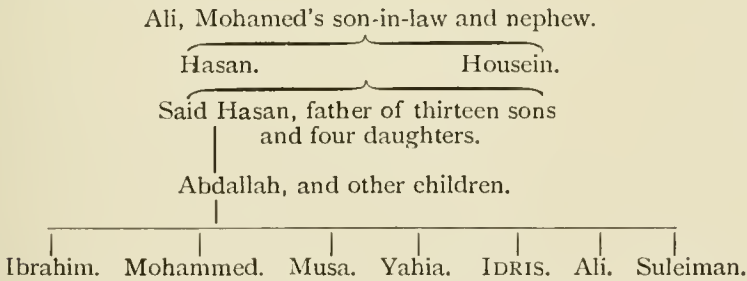 Ali, Mohamed's son-in-law and nephew.
Hasan. Housein.
Said Hasan, father of thirteen sons
and four daughters.
Abdallah, and other children.
Ibrahim. Mohammed. Musa. Yahia. IDRIS. Ali. Suleiman.